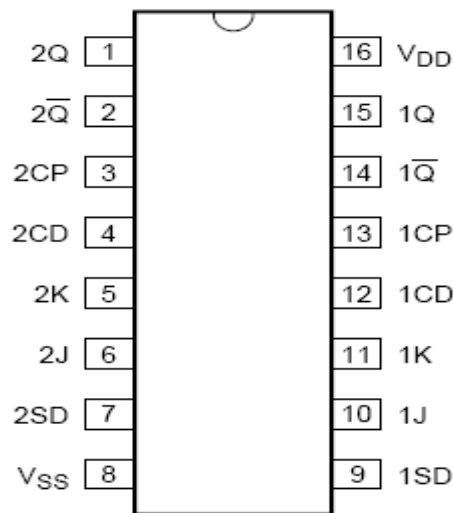 2Q 1 16 VDD
2Q̅ 2 15 1Q
2CP 3 14 1Q̅
2CD 4 13 1CP
2K 5 12 1CD
2J 6 11 1K
2SD 7 10 1J
VSS 8 9 1SD